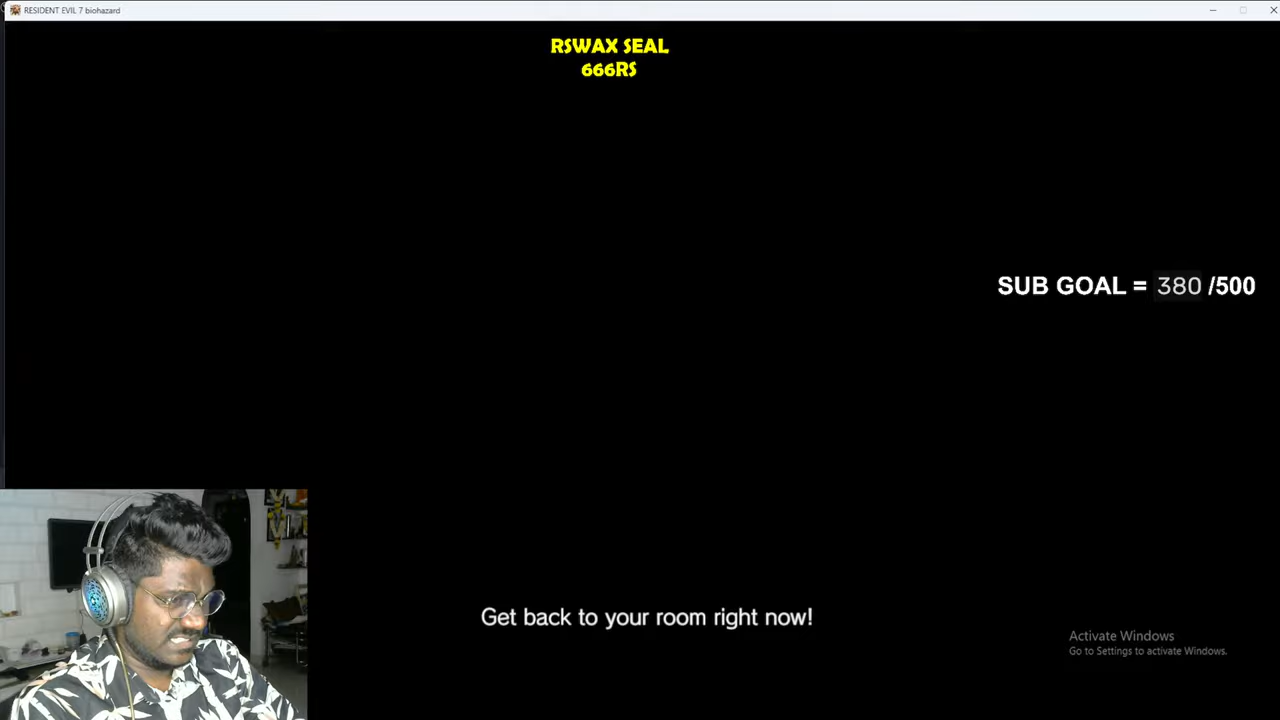 RESIDENT EVIL 7 biohazard
RSWAX SEAL
666RS
SUB GOAL = 380 /500
Get back to your room right now!
Activate Windows
Go to Settings to activate Windows.